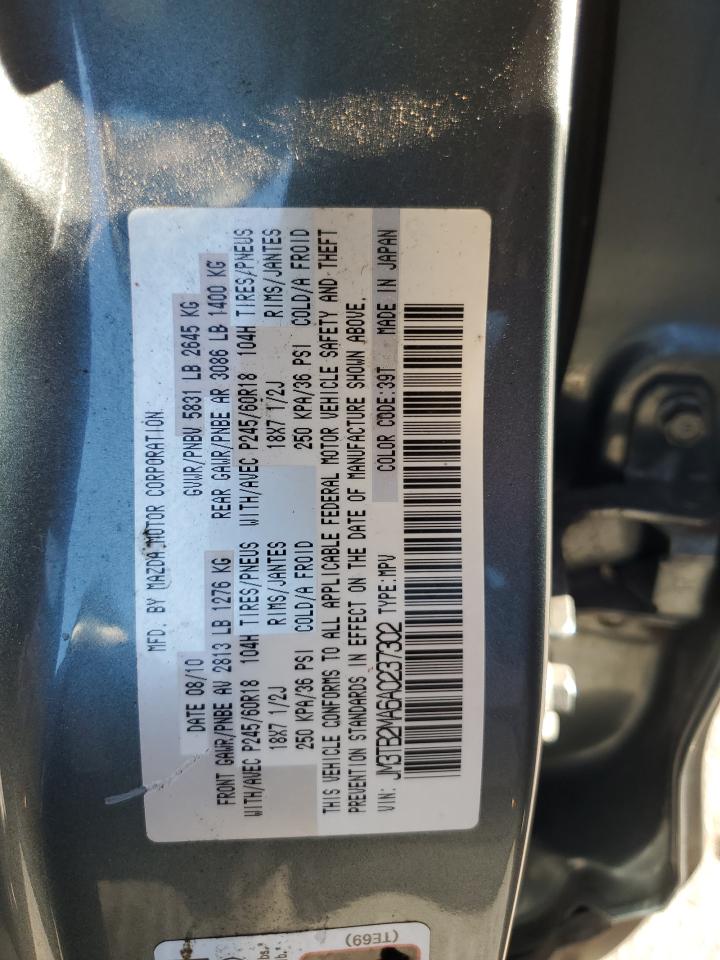 MFD. BY MAZDA MOTOR CORPORATION
DATE 08/10 GVWR/PNBV 5831 LB 2645 KG
FRONT GAWR/PNBE AV 2813 LB 1276 KG REAR GAWR/PNBE AR 3086 LB 1400 KG
WITH/AVEC P245/60R18 104H TIRES/PNEUS WITH/AVEC P245/60R18 104H TIRES/PNEUS
18X7 1/2J RIMS/JANTES 18X7 1/2J RIMS/JANTES
250 KPA/36 PSI COLD/A FROID 250 KPA/36 PSI COLD/A FROID
THIS VEHICLE CONFORMS TO ALL APPLICABLE FEDERAL MOTOR VEHICLE SAFETY AND THEFT
PREVENTION STANDARDS IN EFFECT ON THE DATE OF MANUFACTURE SHOWN ABOVE.
COLOR CODE:39T MADE IN JAPAN
VIN: JM3TB2MA6A0237302 TYPE:MPV
(TE69)